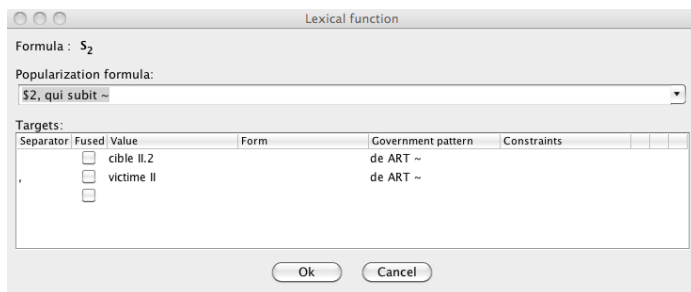 Lexical function
Formula : S2
Popularization formula:
$2, qui subit ~
Targets:
Separator Fused Value Form Government pattern Constraints
cible II.2 de ART ~
, victime II de ART ~
Ok Cancel